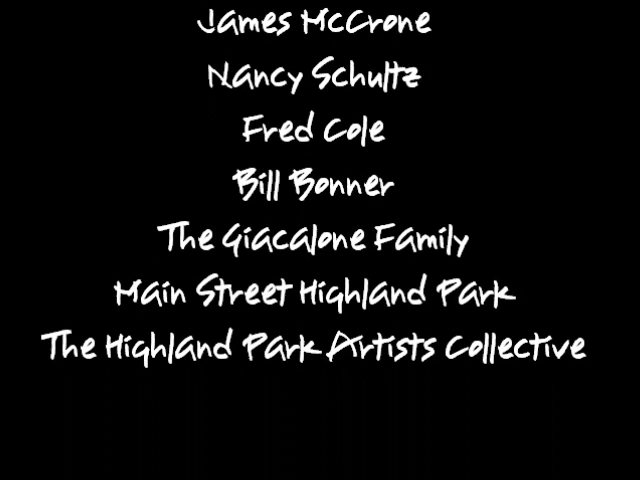 James McCrone
Nancy Schultz
Fred Cole
Bill Bonner
The Giacalone Family
Main Street Highland Park
The Highland Park Artists Collective